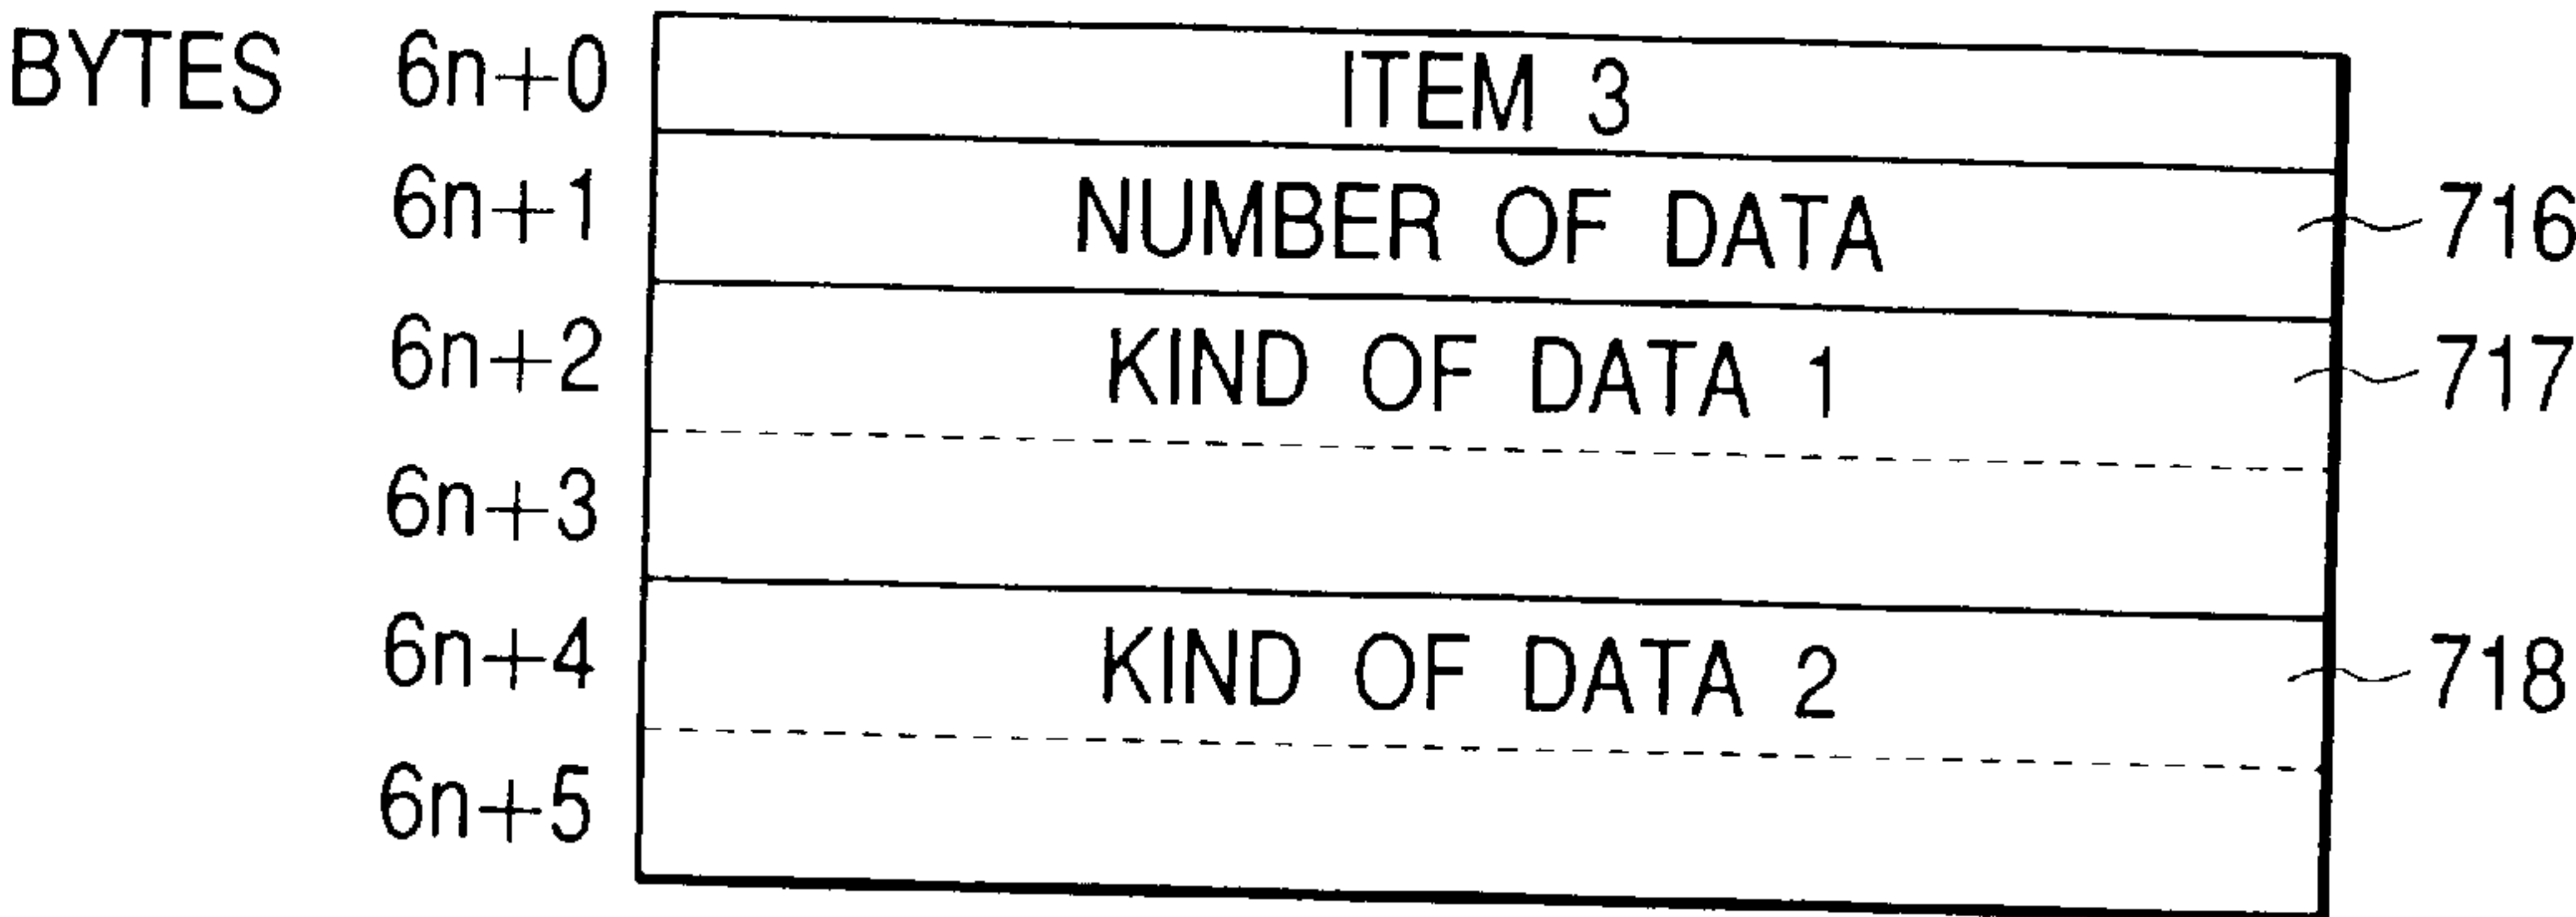 BYTES 6n+0 ITEM 3
6n+1 NUMBER OF DATA 716
6n+2 KIND OF DATA 1 717
6n+3
6n+4 KIND OF DATA 2 718
6n+5